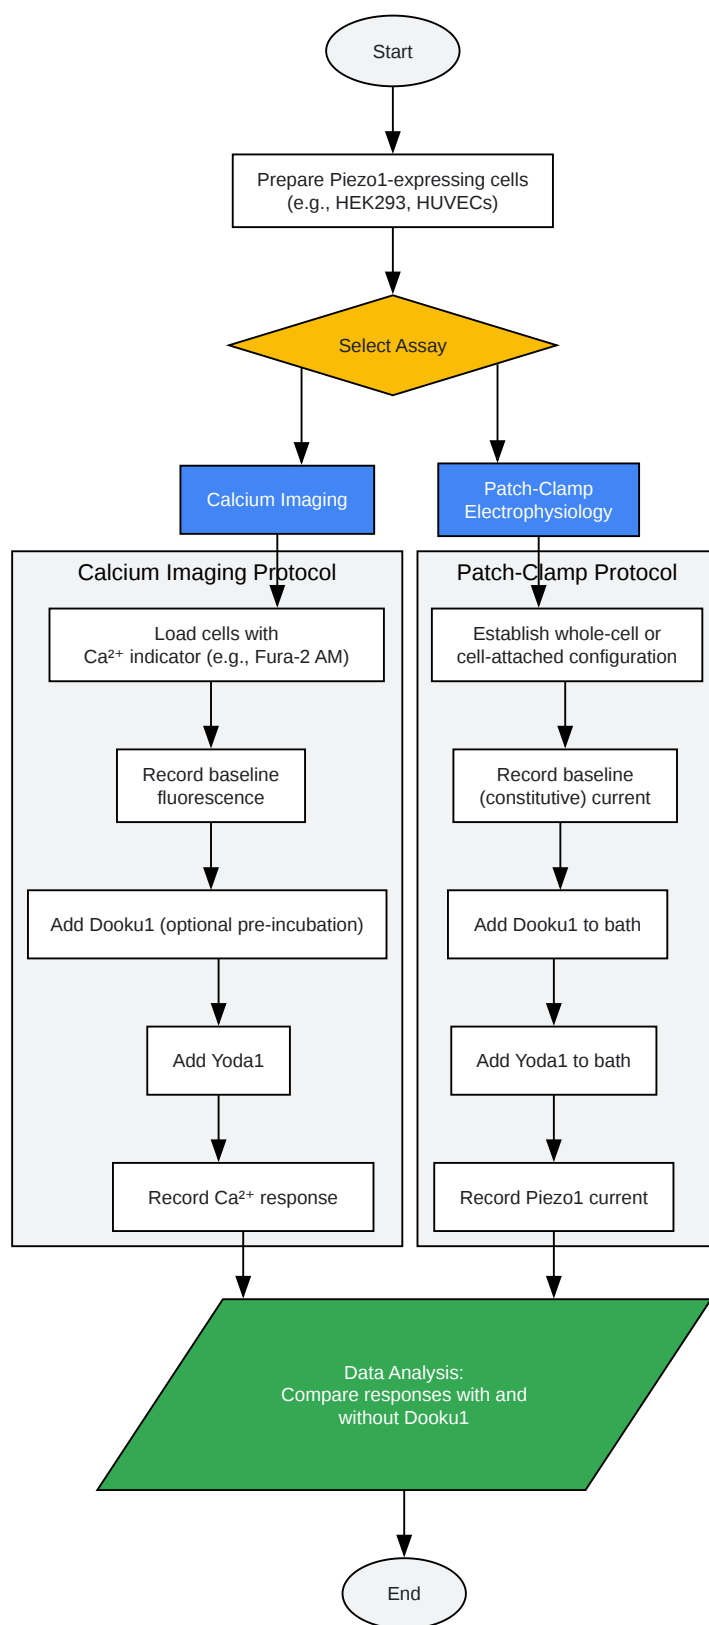 Start
Prepare Piezo1-expressing cells
(e.g., HEK293, HUVECs)
Select Assay
Calcium Imaging
Patch-Clamp
Electrophysiology
Calcium Imaging Protocol
Load cells with
Ca²⁺ indicator (e.g., Fura-2 AM)
Record baseline
fluorescence
Add Dooku1 (optional pre-incubation)
Add Yoda1
Record Ca²⁺ response
Patch-Clamp Protocol
Establish whole-cell or
cell-attached configuration
Record baseline
(constitutive) current
Add Dooku1 to bath
Add Yoda1 to bath
Record Piezo1 current
Data Analysis:
Compare responses with and
without Dooku1
End